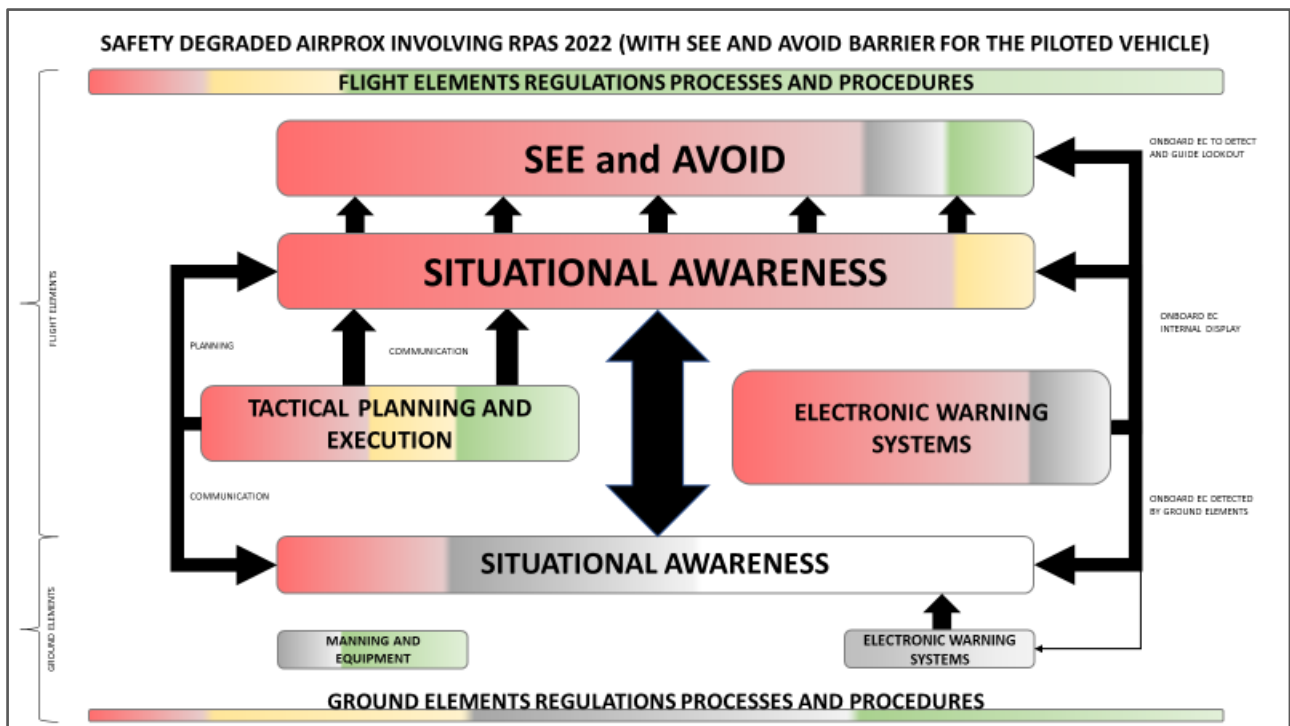 SAFETY DEGRADED AIRPROX INVOLVING RPAS 2022 (WITH SEE AND AVOID BARRIER FOR THE PILOTED VEHICLE)
FLIGHT ELEMENTS REGULATIONS PROCESSES AND PROCEDURES
SEE and AVOID
ONBOARD EC TO DETECT
AND GUIDE LOOKOUT
SITUATIONAL AWARENESS
FLIGHT ELEMENTS
PLANNING
COMMUNICATION
ONBOARD EC
INTERNAL DISPLAY
TACTICAL PLANNING AND
EXECUTION
ELECTRONIC WARNING
SYSTEMS
COMMUNICATION
ONBOARD EC DETECTED
BY GROUND ELEMENTS
SITUATIONAL AWARENESS
GROUND ELEMENTS
MANNING AND
EQUIPMENT
ELECTRONIC WARNING
SYSTEMS
GROUND ELEMENTS REGULATIONS PROCESSES AND PROCEDURES